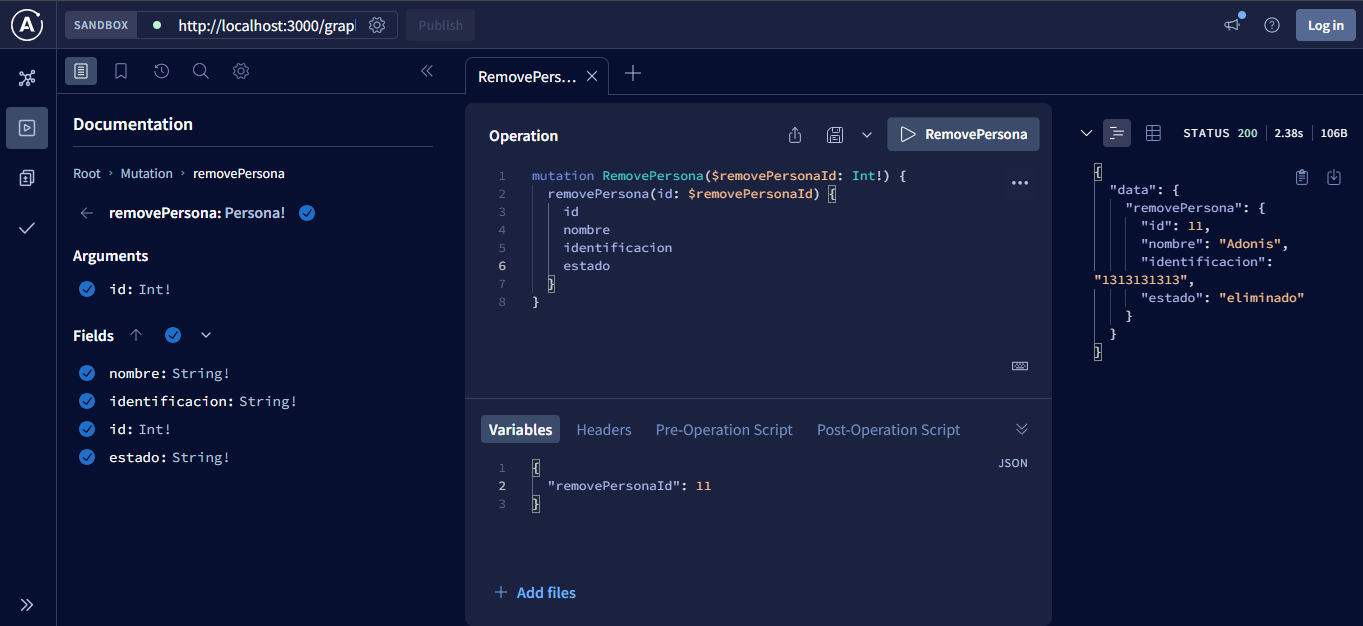 SANDBOX
http://localhost:3000/grap
Publish
Log in
Documentation
Root › Mutation › removePersona
removePersona: Persona!
Arguments
id: Int!
Fields
nombre: String!
identificacion: String!
id: Int!
estado: String!
RemovePers...
Operation
RemovePersona
1 mutation RemovePersona($removePersonaId: Int!) {
2 removePersona(id: $removePersonaId) {
3 id
4 nombre
5 identificacion
6 estado
7 }
8 }
Variables
Headers
Pre-Operation Script
Post-Operation Script
JSON
1 {
2 "removePersonaId": 11
3 }
+ Add files
STATUS 200
2.38s
106B
{
"data": {
"removePersona": {
"id": 11,
"nombre": "Adonis",
"identificacion":
"1313131313",
"estado": "eliminado"
}
}
}